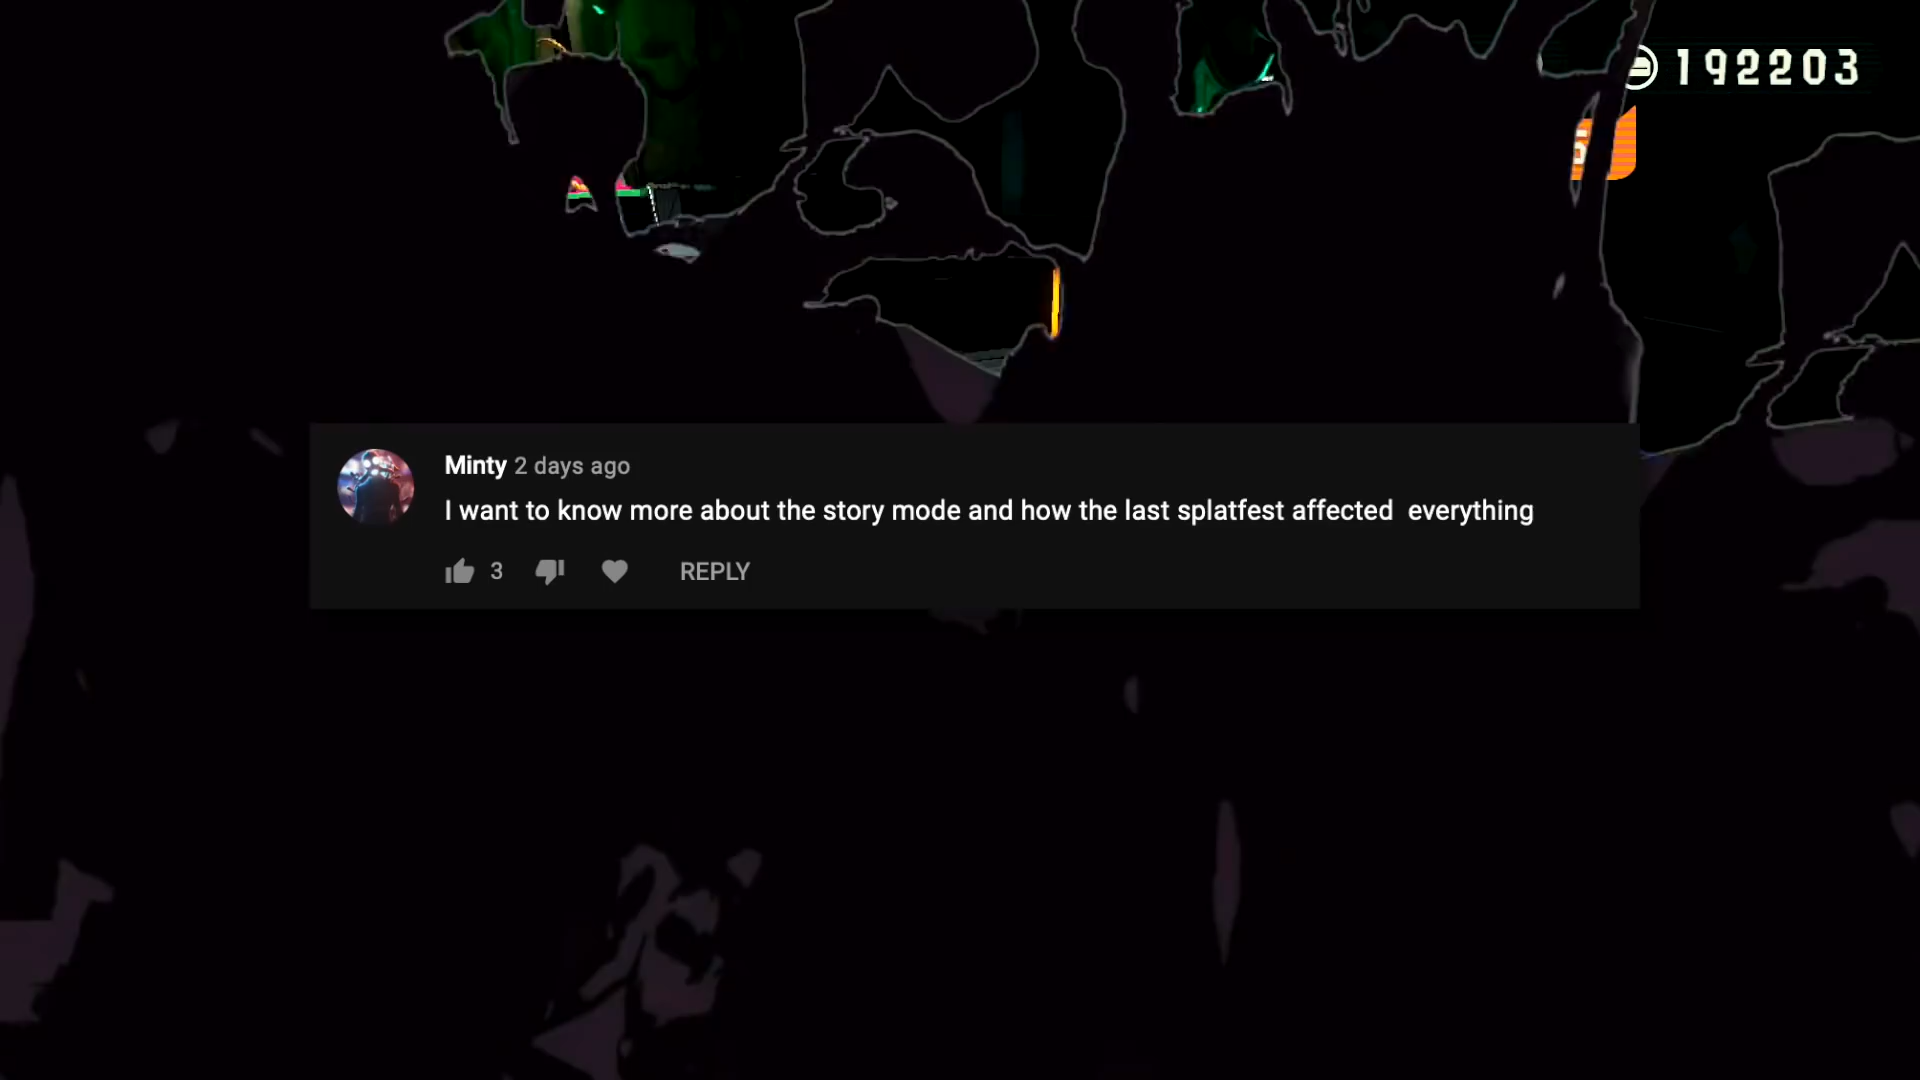 192203
Minty 2 days ago
I want to know more about the story mode and how the last splatfest affected  everything
3
REPLY